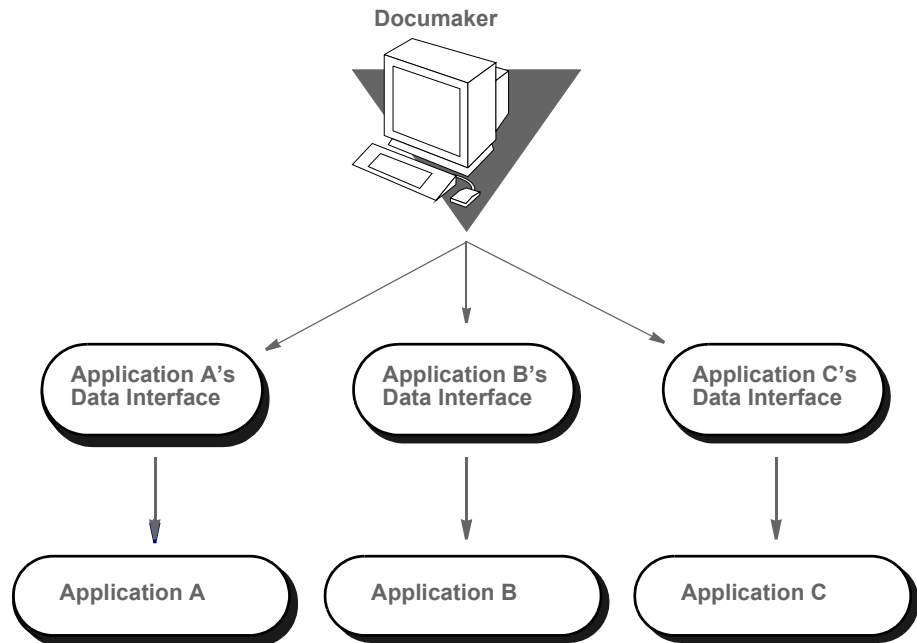 Documaker
Application A’s
Data Interface
Application B’s
Data Interface
Application C’s
Data Interface
Application A
Application B
Application C